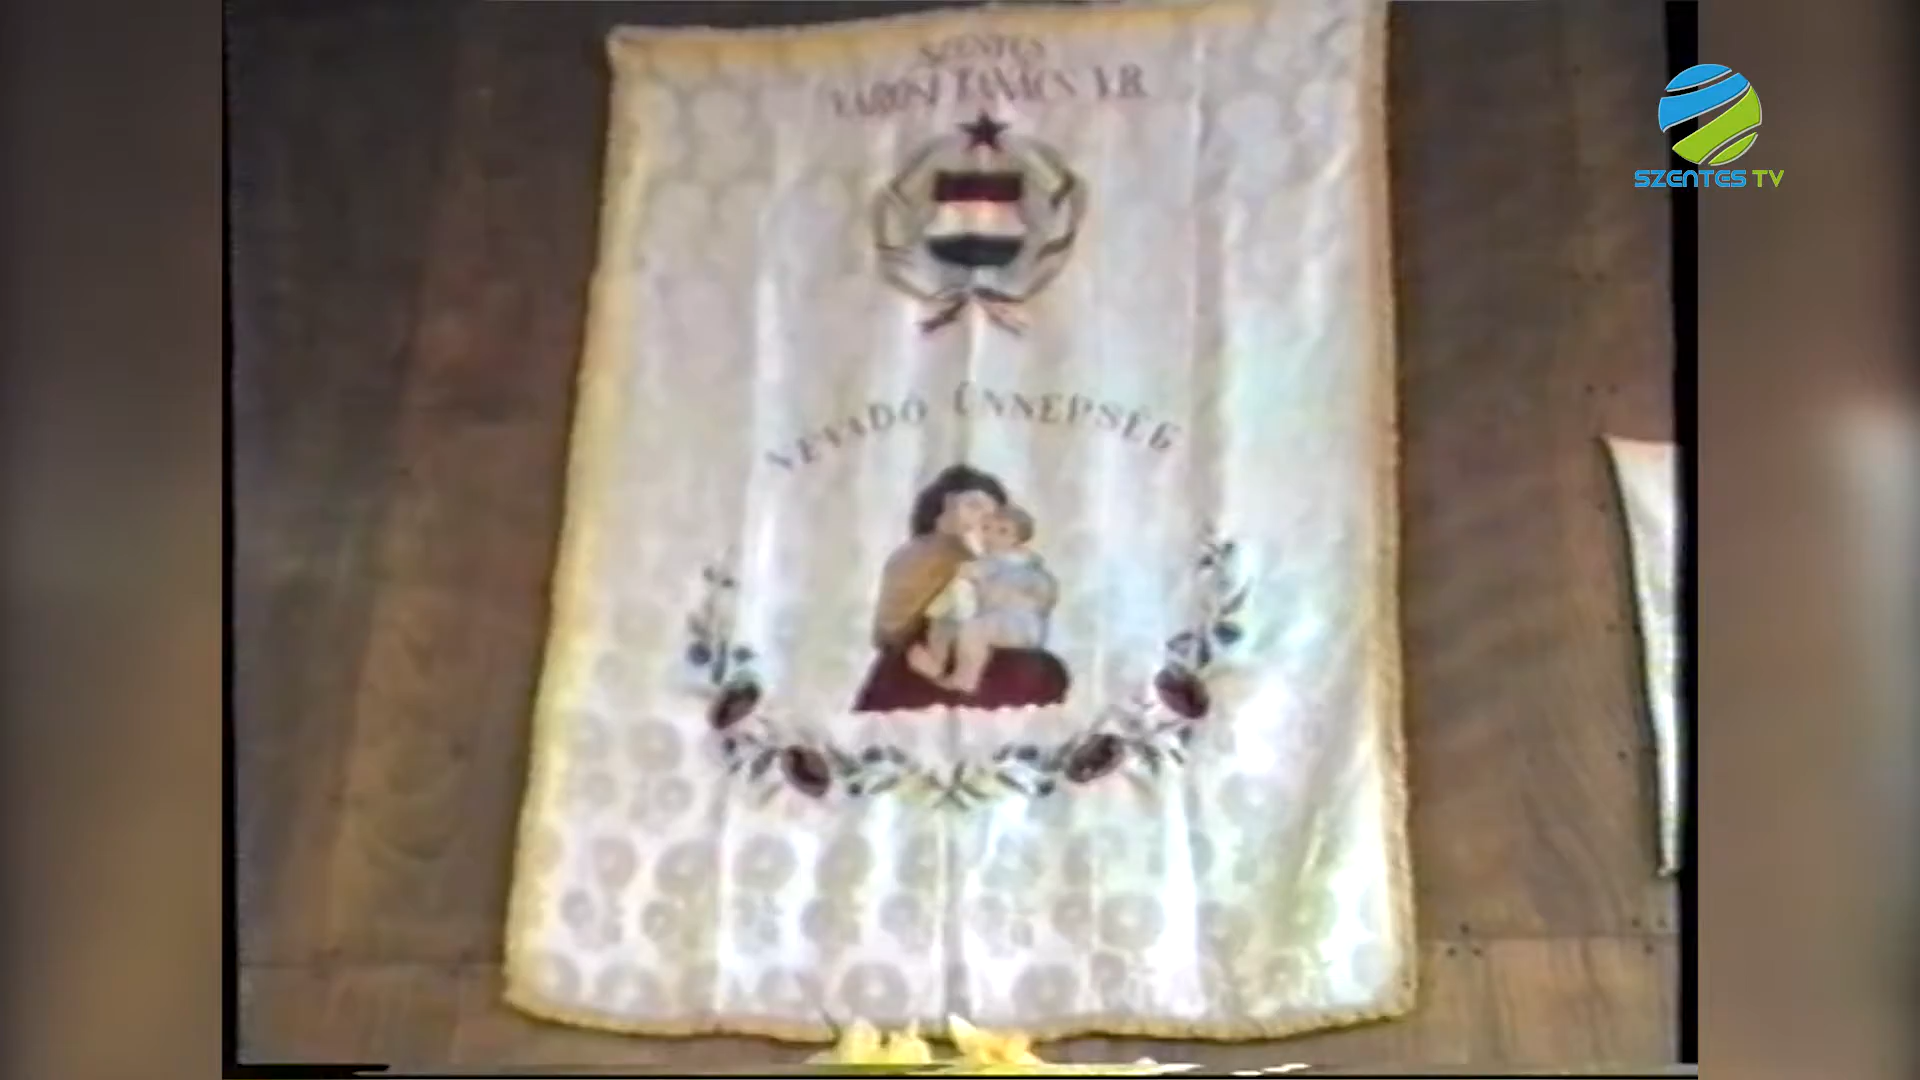 SZENTES
VÁROSI TANÁCS V.B.
NÉVADÓ ÜNNEPSÉG
SZENTES TV